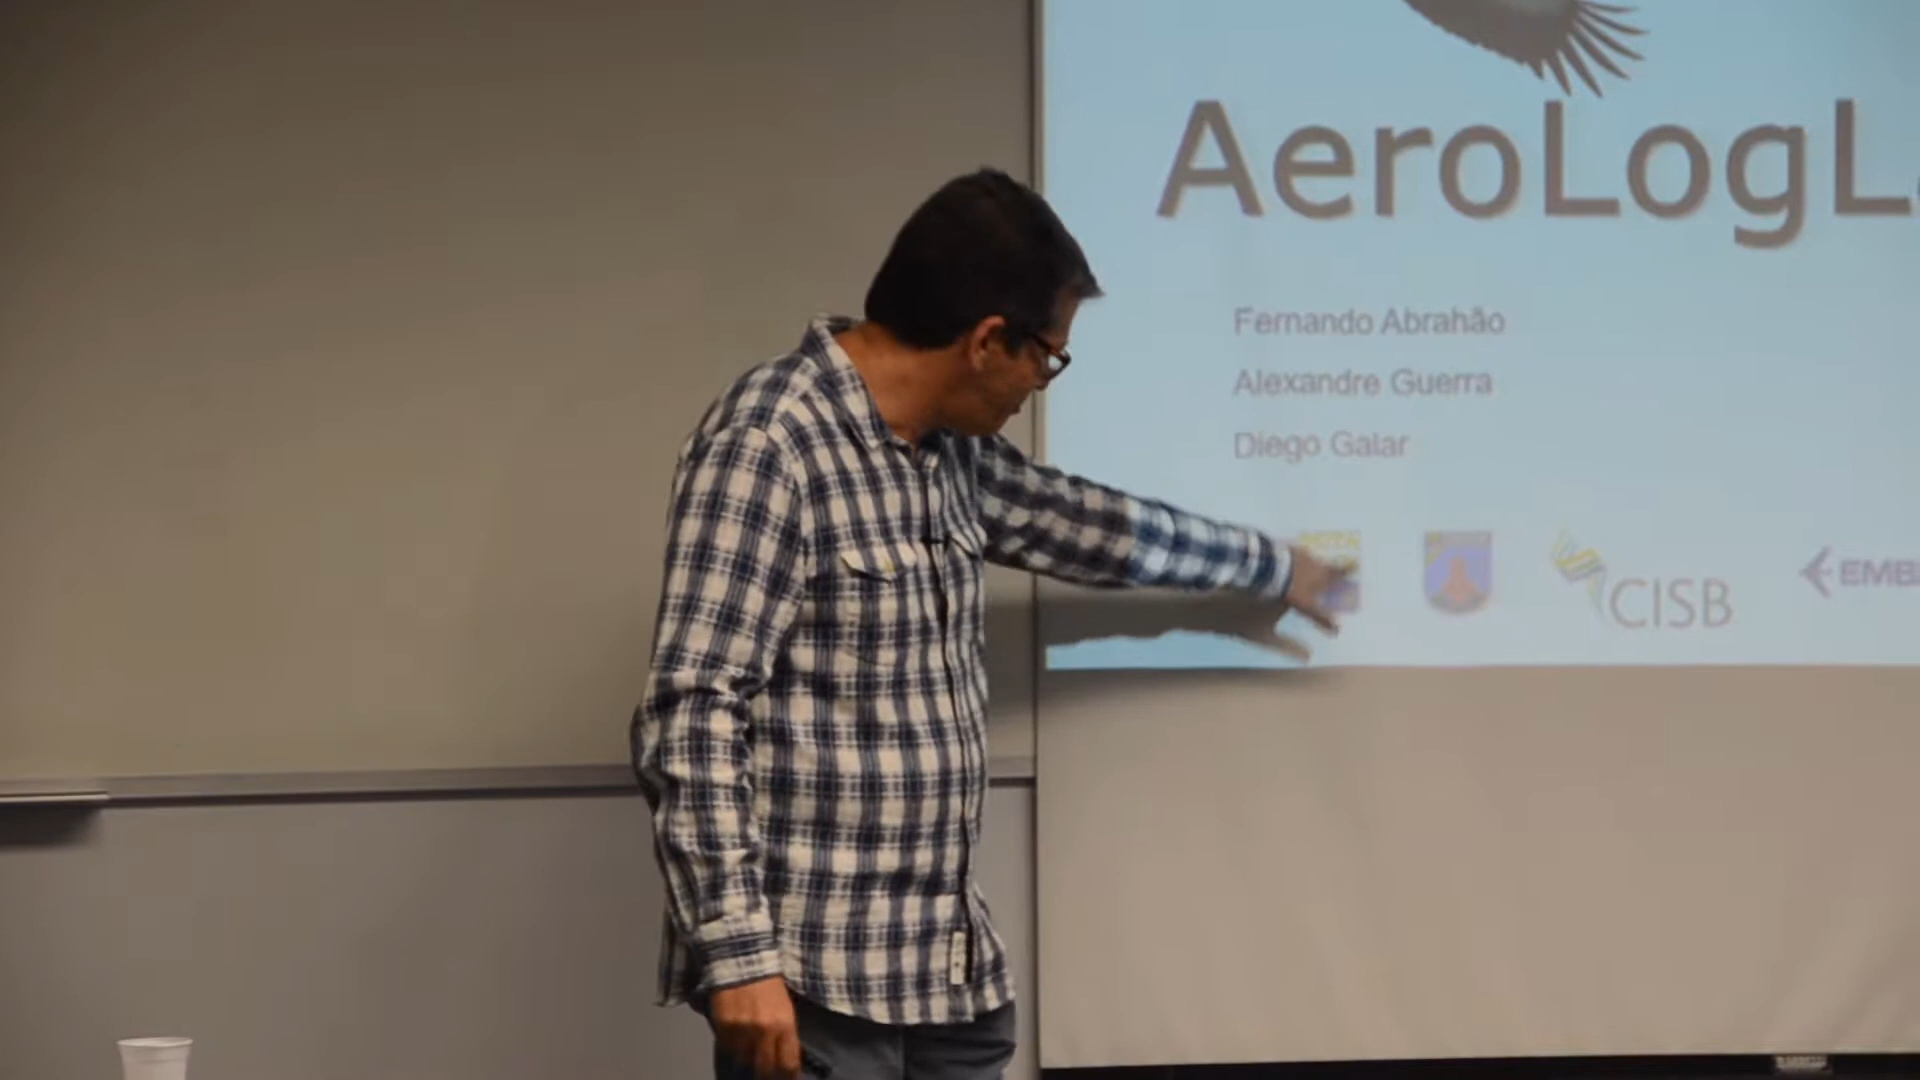 AeroLogL
Fernando Abrahão
Alexandre Guerra
Diego Galar
CISB
EMB